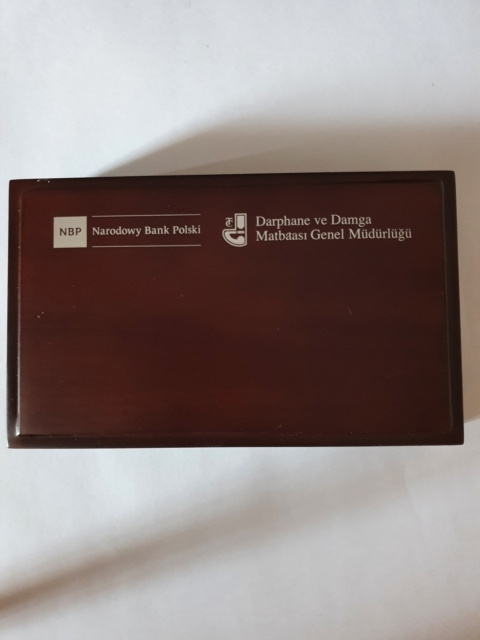 NBP Narodowy Bank Polski
Darphane ve Damga
Matbaası Genel Müdürlüğü